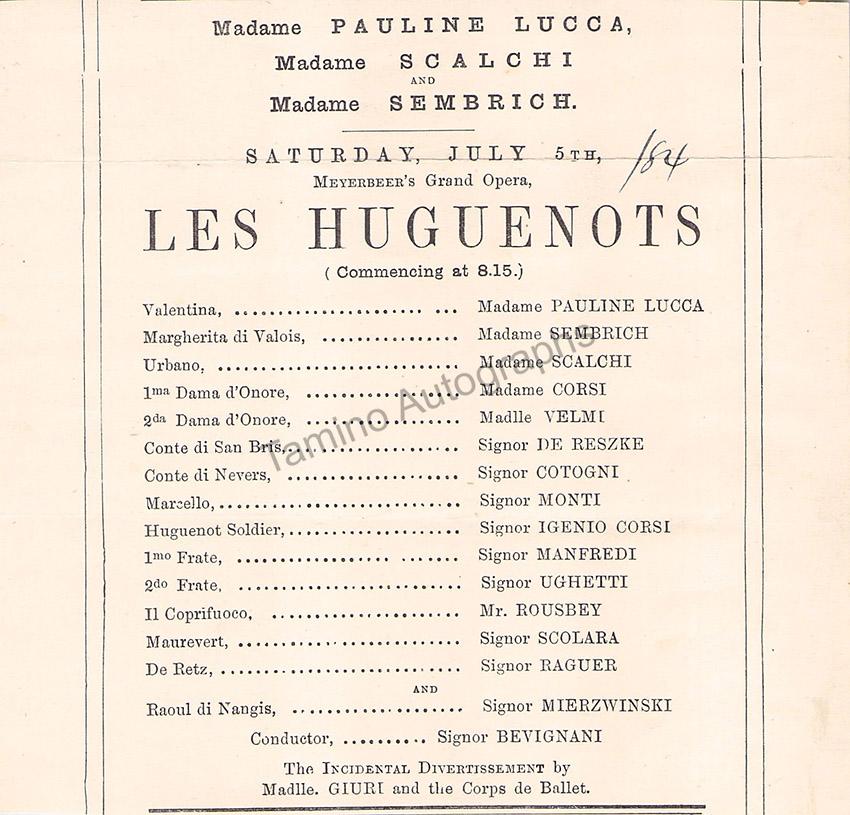 Madame PAULINE LUCCA,
Madame SCALCHI
AND
Madame SEMBRICH.
SATURDAY, JULY 5TH, /84
MEYERBEER'S Grand Opera,
LES HUGUENOTS
( Commencing at 8.15.)
Valentina, ........................ ... Madame PAULINE LUCCA
Margherita di Valois, ................. Madame SEMBRICH
Urbano, ............................ Madame SCALCHI
1ma Dama d'Onore, .................. Madame CORSI
2da Dama d'Onore, .................. Madlle VELMI
Conte di San Bris,..................... Signor DE RESZKE
Conte di Nevers, .................... Signor COTOGNI
Marcello,............................ Signor MONTI
Huguenot Soldier,.................... Signor IGENIO CORSI
1mo Frate, .................. ....... Signor MANFREDI
2do Frate, .......................... Signor UGHETTI
Il Coprifuoco, ...................... Mr. ROUSBEY
Maurevert, .......................... Signor SCOLARA
De Retz, ............................ Signor RAGUER
AND
Raoul di Nangis, .................... Signor MIERZWINSKI
Conductor, .......... Signor BEVIGNANI
The INCIDENTAL DIVERTISSEMENT by
Madlle. GIURI and the Corps de Ballet.
Tamino Autographs